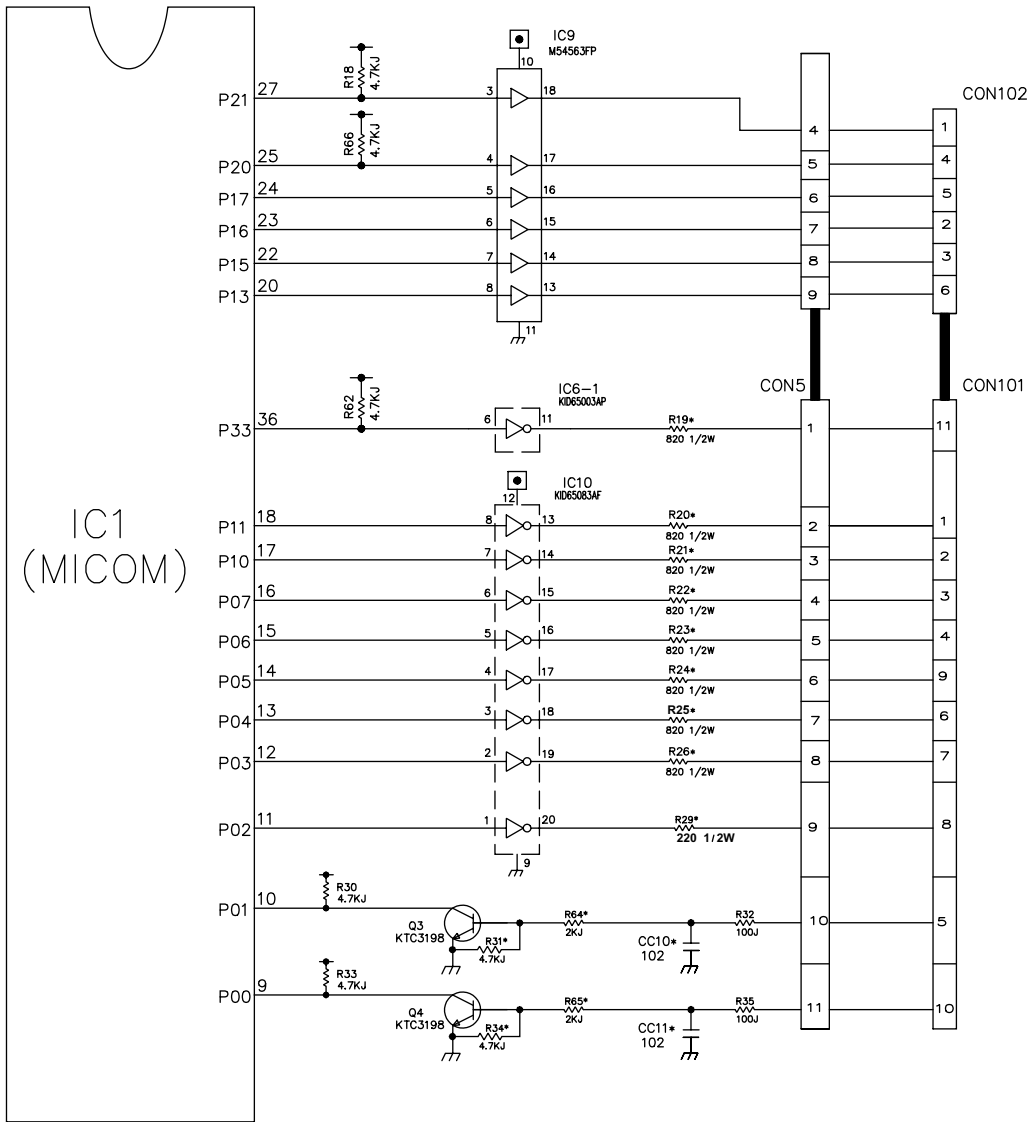 IC9
M54563FP
10
R18
4.7KJ
P21 27 3 18
CON102
4 1
R66
4.7KJ
P20 25 4 17 5 4
P17 24 5 16 6 5
P16 23 6 15 7 2
P15 22 7 14 8 3
P13 20 8 13 9 6
11
R62
4.7KJ
IC6-1
KID65003AP
CON5
CON101
P33 36 6 11 R19* 1 11
820 1/2W
IC1
(MICOM)
IC10
KID65083AF
12
P11 18 8 13 R20* 2 1
820 1/2W
P10 17 7 14 R21* 3 2
820 1/2W
P07 16 6 15 R22* 4 3
820 1/2W
P06 15 5 16 R23* 5 4
820 1/2W
P05 14 4 17 R24* 6 9
820 1/2W
P04 13 3 18 R25* 7 6
820 1/2W
P03 12 2 19 R26* 8 7
820 1/2W
P02 11 1 20 R29* 9 8
220 1/2W
9
R30
4.7KJ
P01 10
Q3
KTC3198
R31*
4.7KJ
R64*
2KJ
CC10*
102
R32
100J
10 5
R33
4.7KJ
P00 9
Q4
KTC3198
R34*
4.7KJ
R65*
2KJ
CC11*
102
R35
100J
11 10